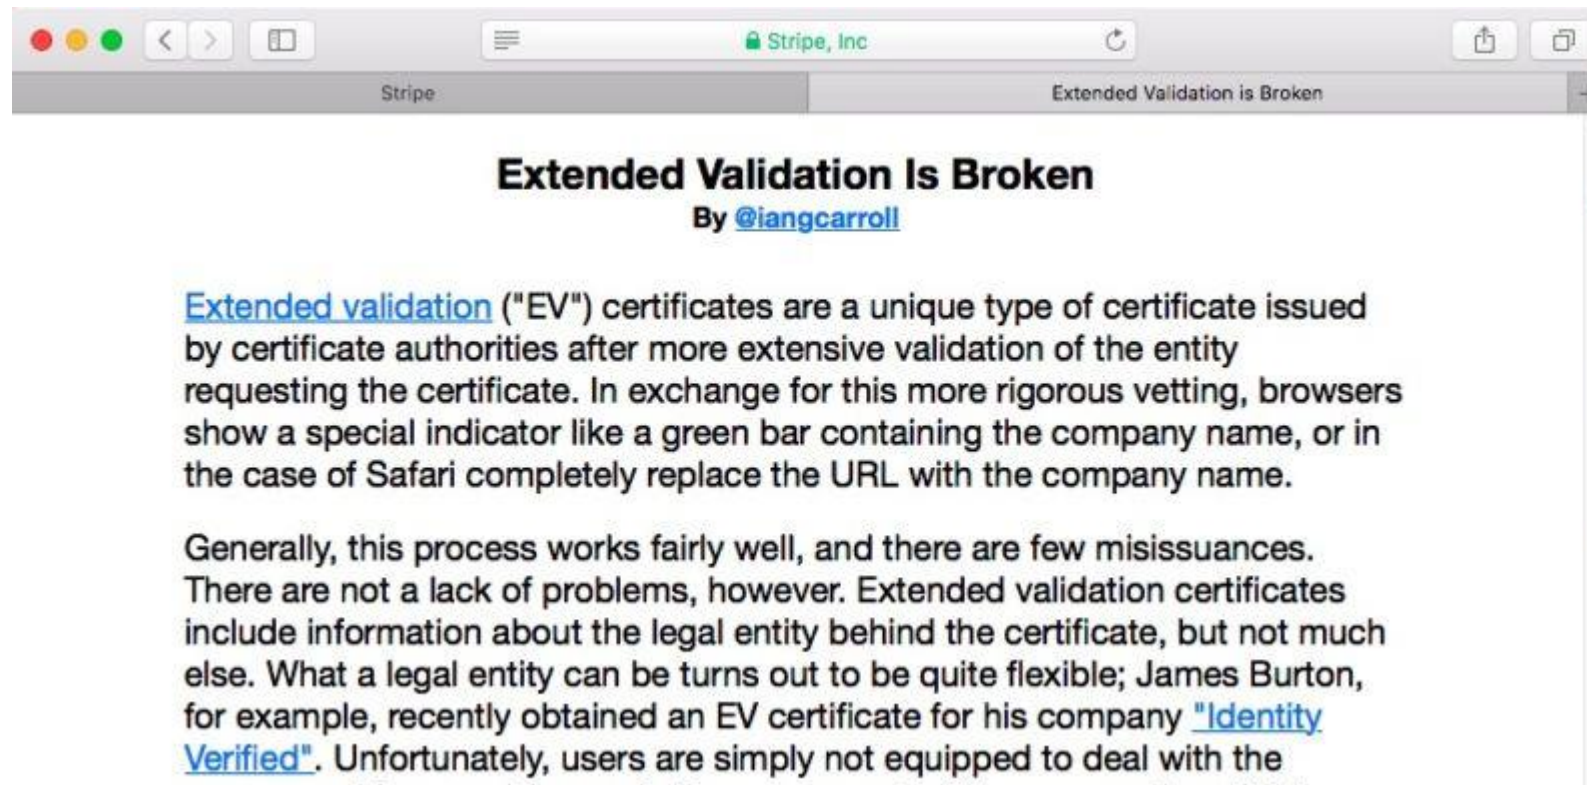 Stripe, Inc
Stripe
Extended Validation is Broken
Extended Validation Is Broken
By @iangcarroll
Extended validation ("EV") certificates are a unique type of certificate issued
by certificate authorities after more extensive validation of the entity
requesting the certificate. In exchange for this more rigorous vetting, browsers
show a special indicator like a green bar containing the company name, or in
the case of Safari completely replace the URL with the company name.
Generally, this process works fairly well, and there are few misissuances.
There are not a lack of problems, however. Extended validation certificates
include information about the legal entity behind the certificate, but not much
else. What a legal entity can be turns out to be quite flexible; James Burton,
for example, recently obtained an EV certificate for his company "Identity
Verified". Unfortunately, users are simply not equipped to deal with the